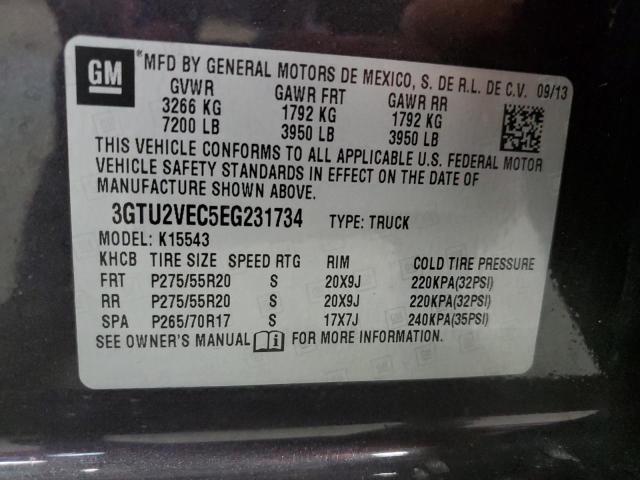 GM
*MFD BY GENERAL MOTORS DE MEXICO, S. DE R.L. DE C.V. 09/13
GVWR GAWR FRT GAWR RR
3266 KG 1792 KG 1792 KG
7200 LB 3950 LB 3950 LB
THIS VEHICLE CONFORMS TO ALL APPLICABLE U.S. FEDERAL MOTOR
VEHICLE SAFETY STANDARDS IN EFFECT ON THE DATE OF
MANUFACTURE SHOWN ABOVE.
3GTU2VEC5EG231734 TYPE: TRUCK
MODEL: K15543
KHCB TIRE SIZE SPEED RTG RIM COLD TIRE PRESSURE
FRT P275/55R20 S 20X9J 220KPA(32PSI)
RR P275/55R20 S 20X9J 220KPA(32PSI)
SPA P265/70R17 S 17X7J 240KPA(35PSI)
SEE OWNER'S MANUAL FOR MORE INFORMATION.